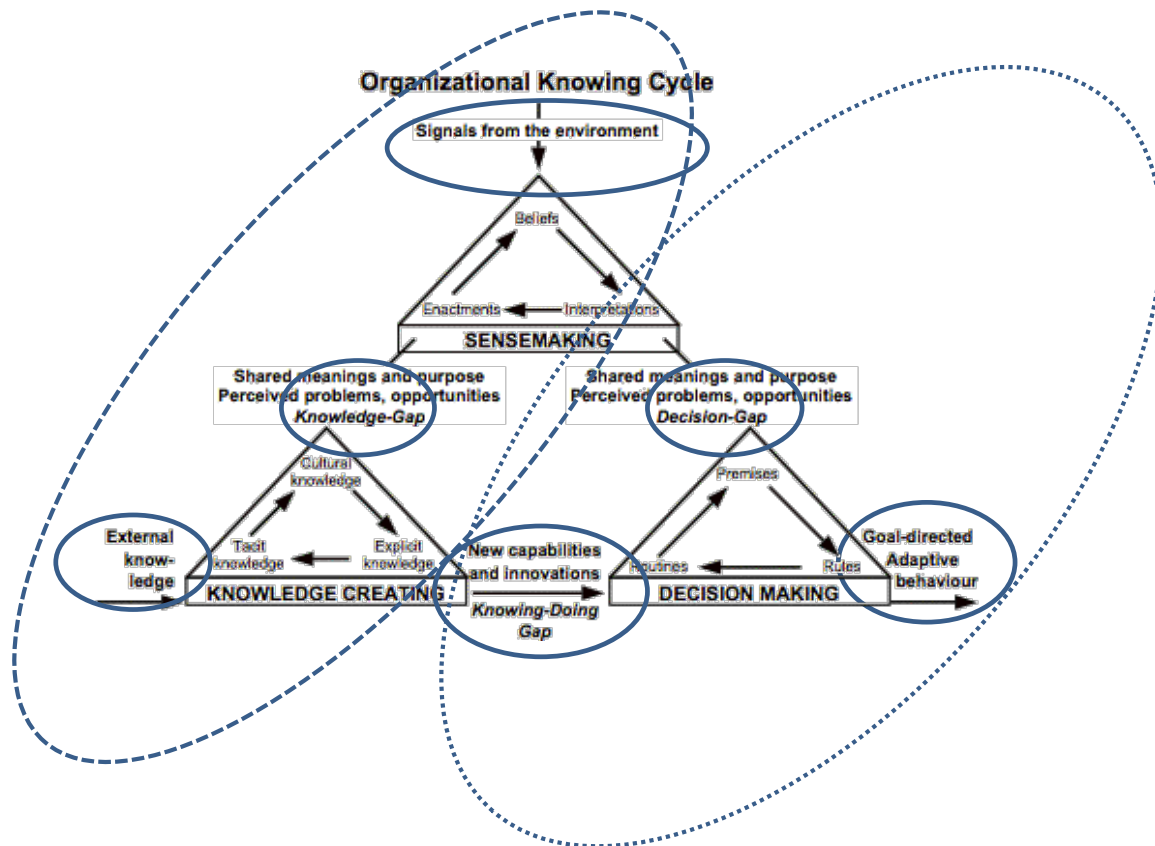 Organizational Knowing Cycle
Signals from the environment
Beliefs
Enactments
Interpretations
SENSEMAKING
Shared meanings and purpose
Perceived problems, opportunities
Knowledge-Gap
Shared meanings and purpose
Perceived problems, opportunities
Decision-Gap
Cultural
knowledge
Tacit
knowledge
Explicit
knowledge
External
know-
ledge
KNOWLEDGE CREATING
New capabilities
and innovations
Knowing-Doing
Gap
Premises
Routines
Rules
DECISION MAKING
Goal-directed
Adaptive
behaviour